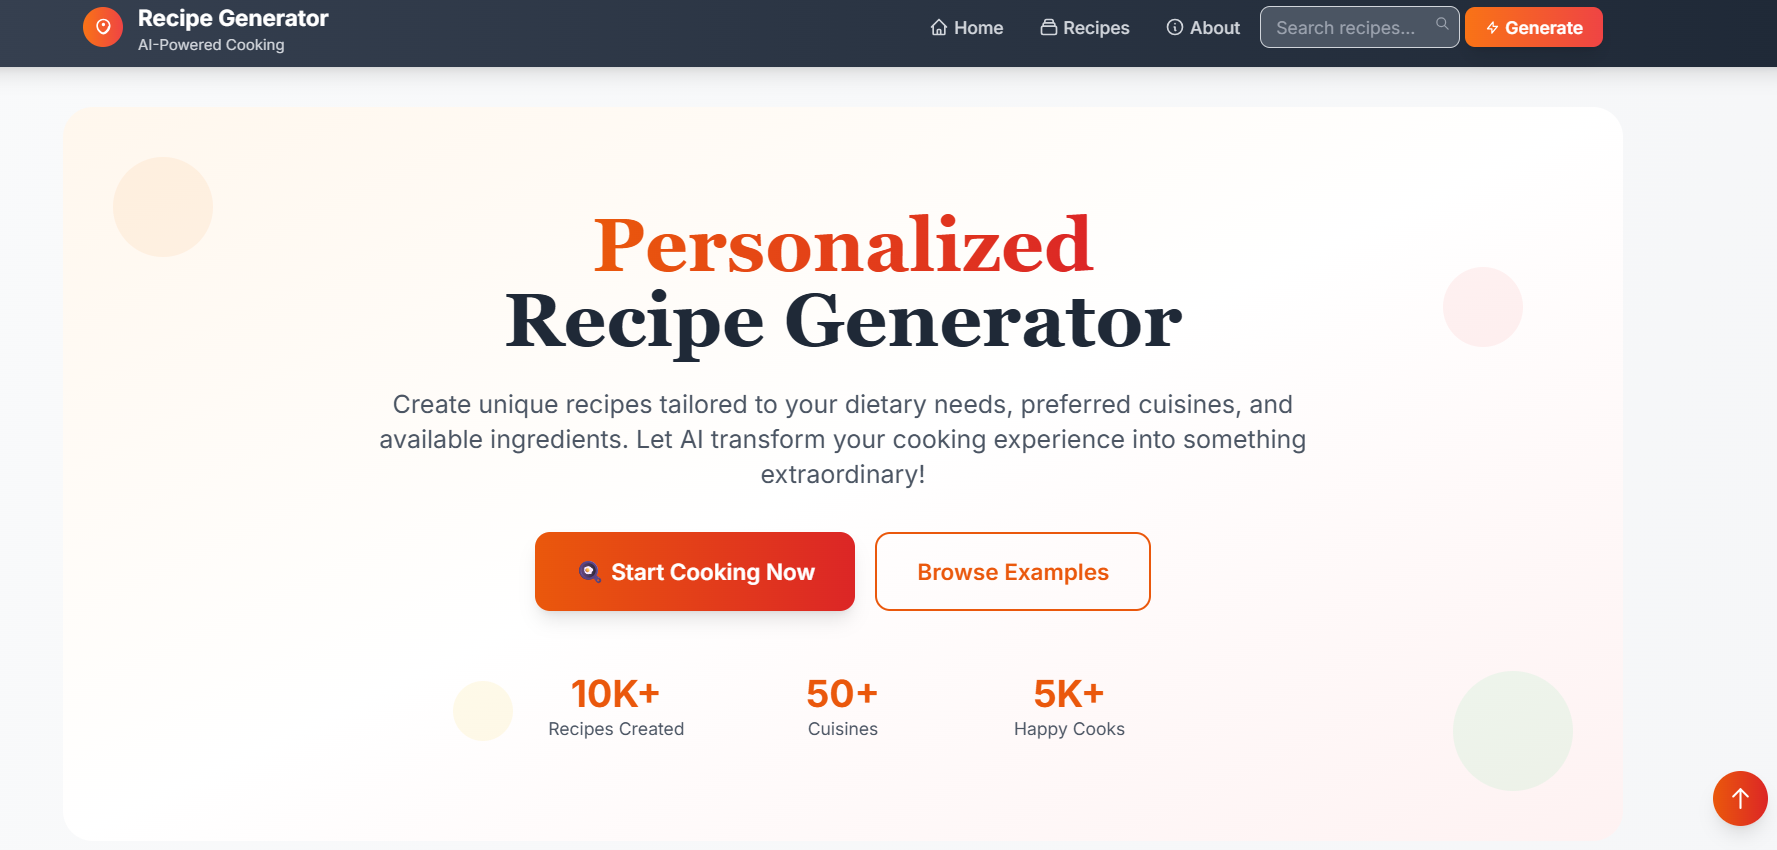 Recipe Generator
AI-Powered Cooking
Home
Recipes
About
Search recipes...
Generate
Personalized
Recipe Generator
Create unique recipes tailored to your dietary needs, preferred cuisines, and
available ingredients. Let AI transform your cooking experience into something
extraordinary!
Start Cooking Now
Browse Examples
10K+
Recipes Created
50+
Cuisines
5K+
Happy Cooks